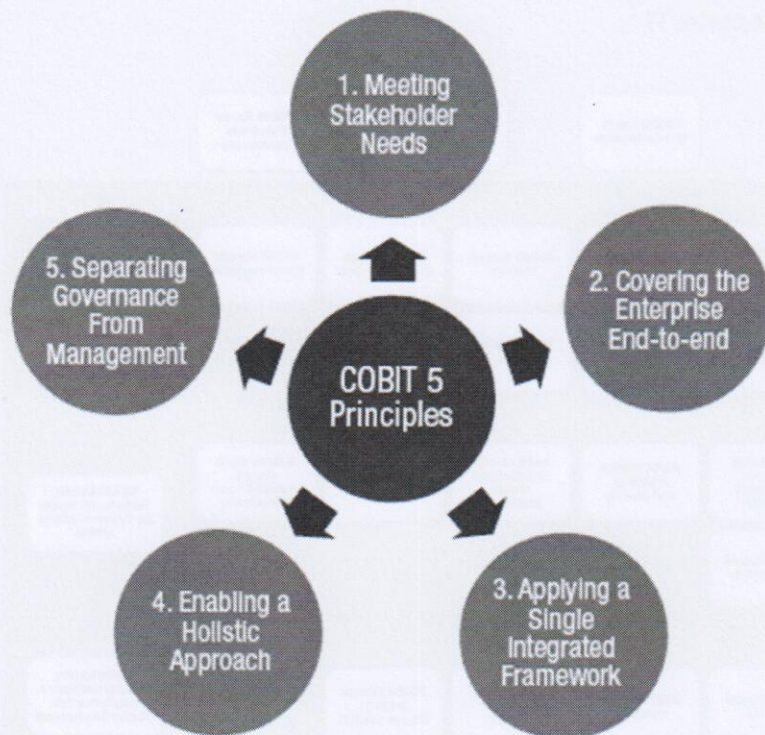 1. Meeting
Stakeholder
Needs
5. Separating
Governance
From
Management
2. Covering the
Enterprise
End-to-end
COBIT 5
Principles
4. Enabling a
Holistic
Approach
3. Applying a
Single
Integrated
Framework